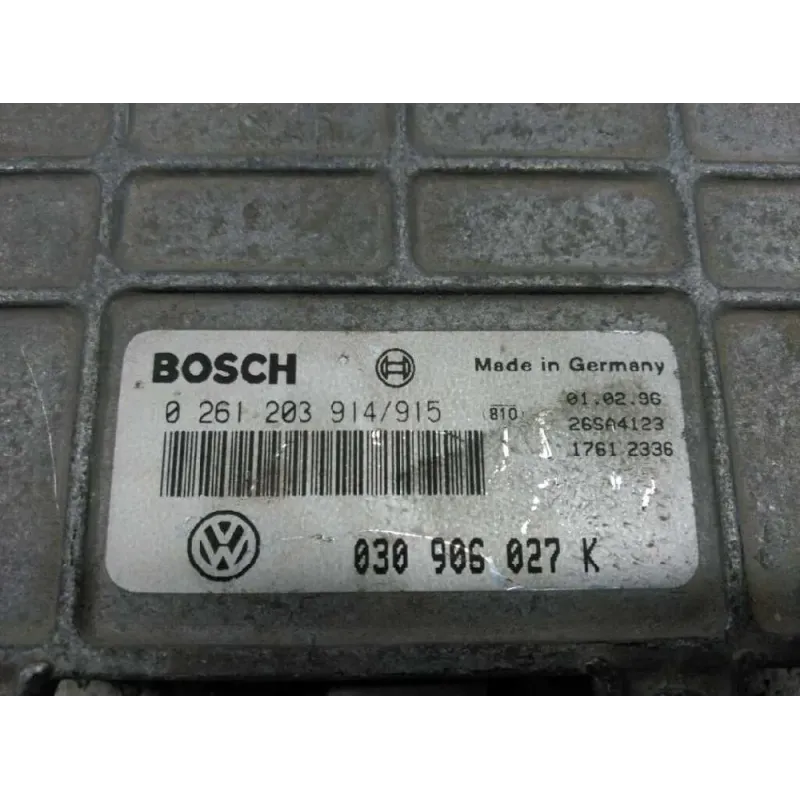 BOSCH Made in Germany
0 261 203 914/915 810 01.02.96
26SA4123
1761 2336
VW 030 906 027 K